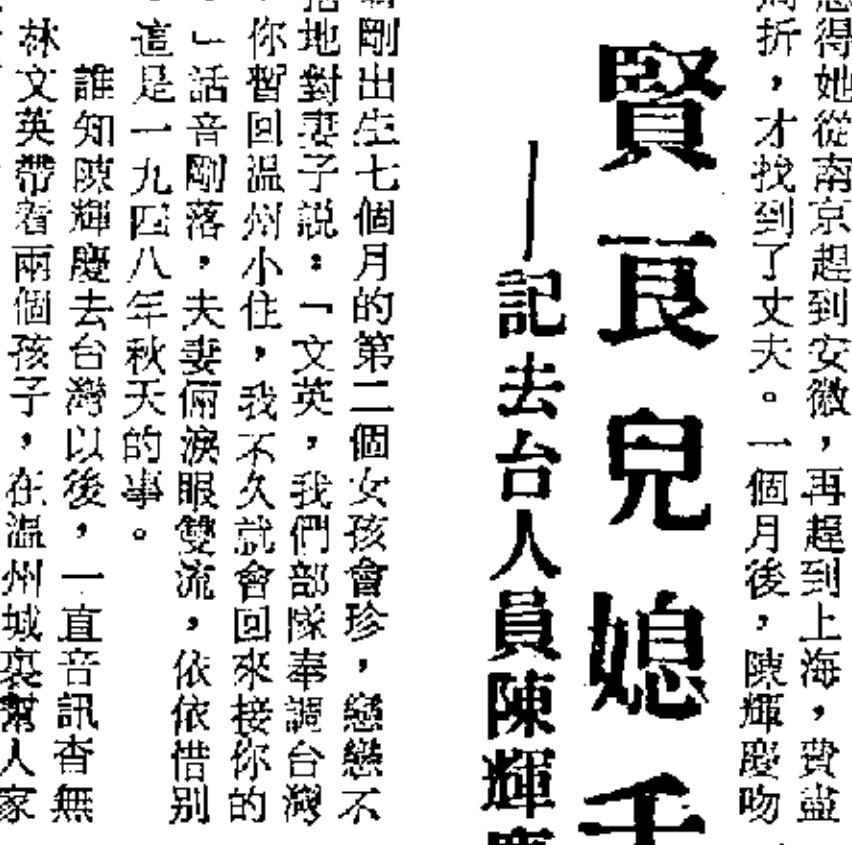 得她從南京趕到安徽，再趕到上海，費盡
折，才找到了丈夫。一個月後，陳輝慶吻
賢良兒媳
——記去台人員陳輝
剛出生七個月的第二個女孩會珍，戀戀不
地對妻子説：「文英，我們部隊奉調台灣
你暫回温州小住，我不久就會回來接你的
。」話音剛落，夫妻倆淚眼雙流，依依惜别
這是一九四八年秋天的事。
誰知陳輝慶去台灣以後，一直音訊杳無
林文英帶着兩個孩子，在温州城裏幫人家